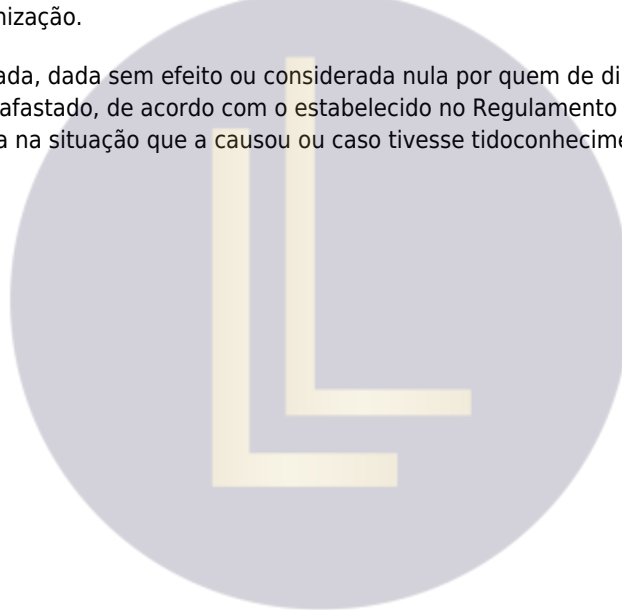 nização.
ada, dada sem efeito ou considerada nula por quem de di
afastado, de acordo com o estabelecido no Regulamento
a na situação que a causou ou caso tivesse tidoconhecime
LL